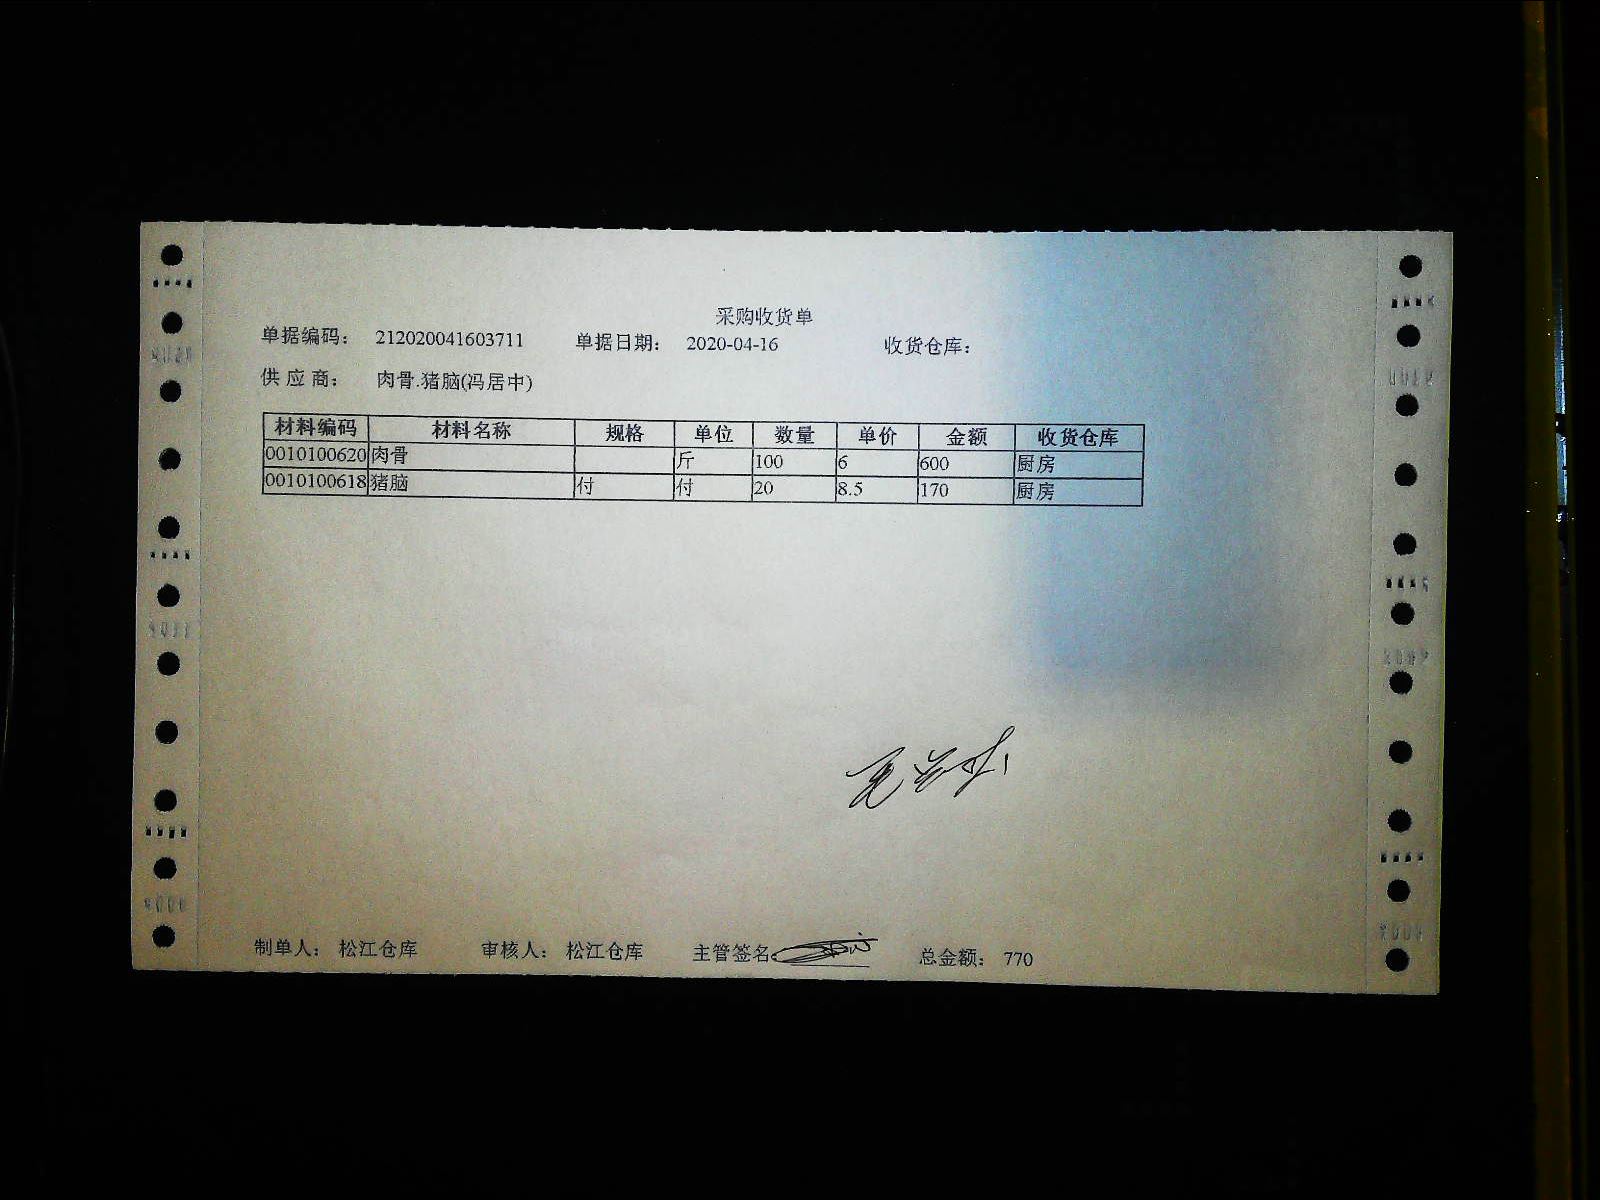 采购收货单
单据编码： 212020041603711 单据日期： 2020-04-16 收货仓库：
供 应 商： 肉骨.猪脑(冯居中)
材料编码 材料名称 规格 单位 数量 单价 金额 收货仓库
0010100620 肉骨 斤 100 6 600 厨房
0010100618 猪脑 付 付 20 8.5 170 厨房
制单人： 松江仓库 审核人： 松江仓库 主管签名： 总金额： 770